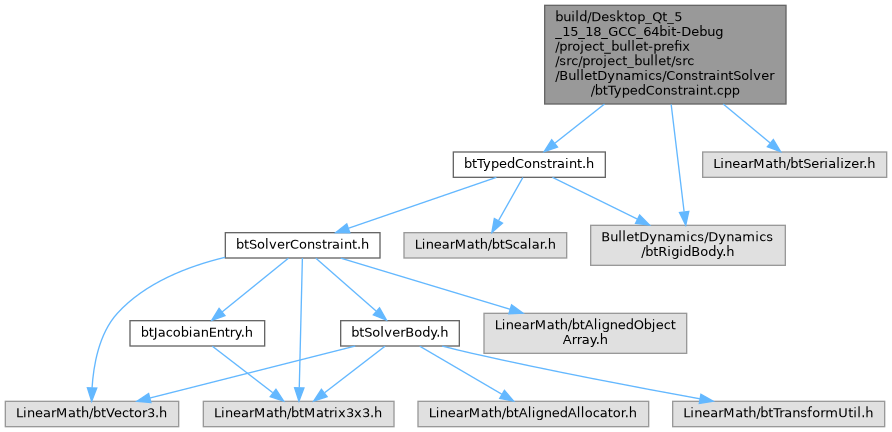 build/Desktop_Qt_5
_15_18_GCC_64bit-Debug
/project_bullet-prefix
/src/project_bullet/src
/BulletDynamics/ConstraintSolver
/btTypedConstraint.cpp
btTypedConstraint.h
LinearMath/btSerializer.h
btSolverConstraint.h
LinearMath/btScalar.h
BulletDynamics/Dynamics
/btRigidBody.h
btJacobianEntry.h
btSolverBody.h
LinearMath/btAlignedObject
Array.h
LinearMath/btVector3.h
LinearMath/btMatrix3x3.h
LinearMath/btAlignedAllocator.h
LinearMath/btTransformUtil.h